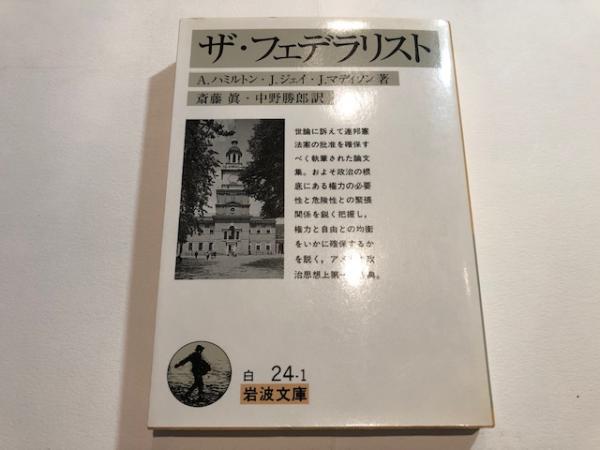 ザ・フェデラリスト
A.ハミルトン・J.ジェイ・J.マディソン 著
斎藤 眞・中野勝郎 訳
世論に訴えて連邦憲
法案の批准を確保す
べく執筆された論文
集。およそ政治の根
底にある権力の必要
性と危険性との緊張
関係を鋭く把握し,
権力と自由との均衡
をいかに確保するか
を説く,ア
治思想上第
白 24-1
岩波文庫